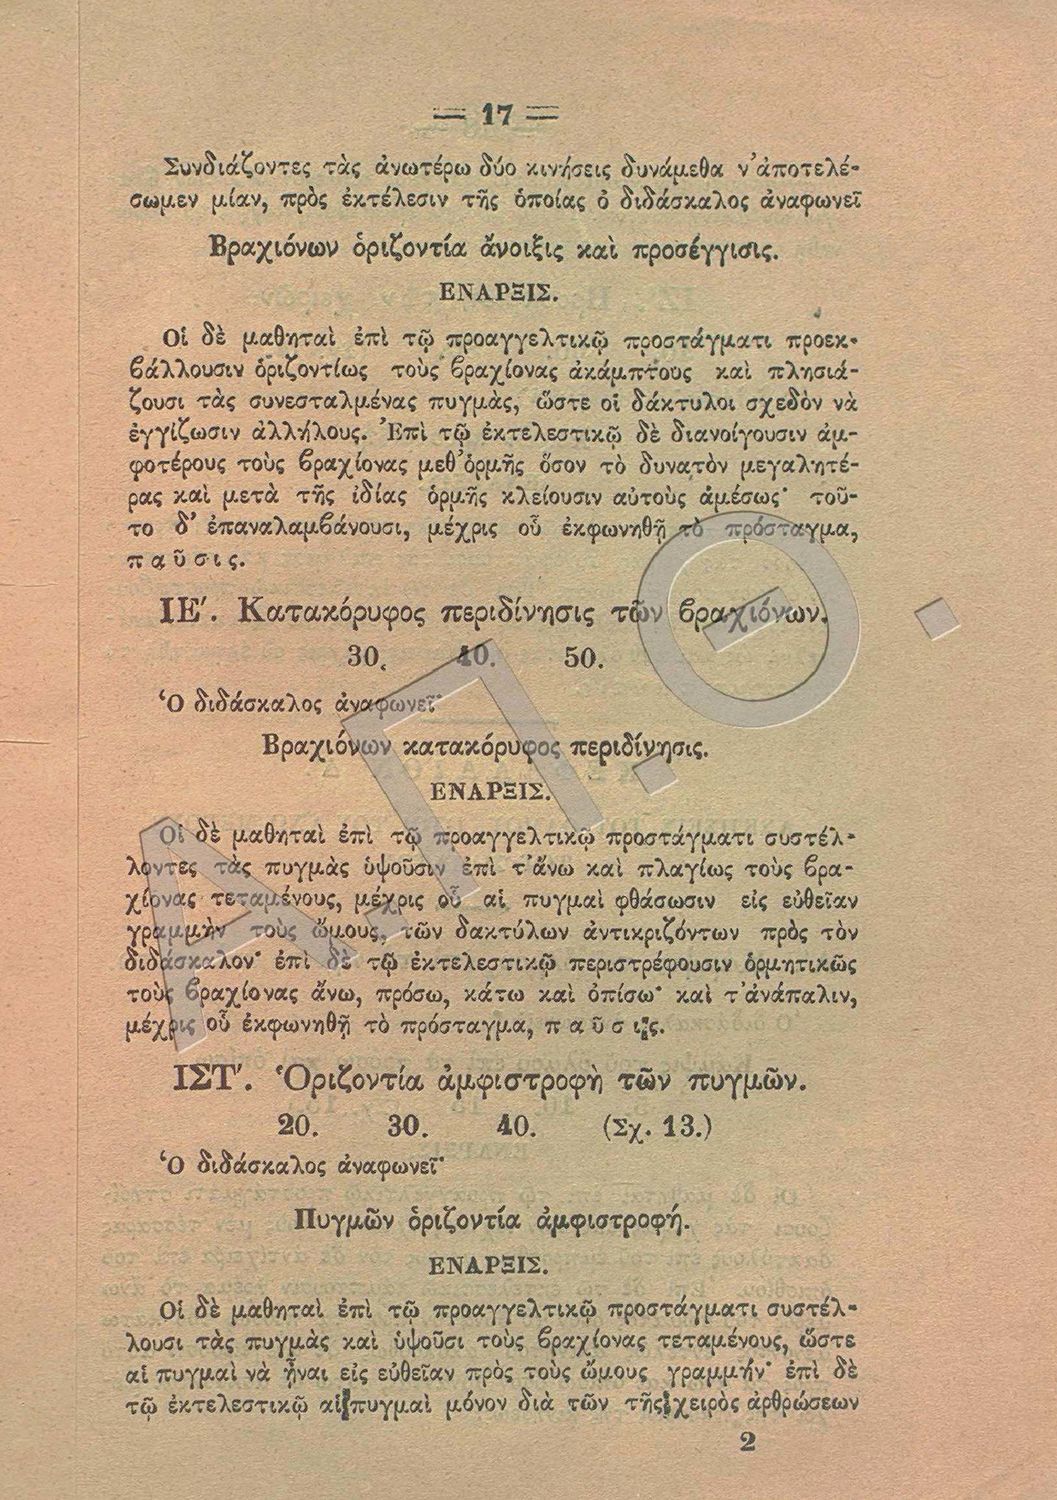 = 17 =
Συνδιάζοντες τὰς ἀνωτέρω δύο κινήσεις δυνάμεθα ν᾿ἀποτελέ-
σωμεν μίαν, πρὸς ἐκτέλεσιν τῆς ὁποίας ὁ διδάσκαλος ἀναφωνεῖ
Βραχιόνων ὁριζοντία ἄνοιξις καὶ προσέγγισις.
ΕΝΑΡΞΙΣ.
Οἱ δὲ μαθηταὶ ἐπὶ τῷ προαγγελτικῷ προστάγματι προεκ-
βάλλουσιν ὁριζοντίως τοὺς βραχίονας ἀκάμπτους καὶ πλησιά-
ζουσι τὰς συνεσταλμένας πυγμὰς, ὥστε οἱ δάκτυλοι σχεδὸν νὰ
ἐγγίζωσιν ἀλλήλους. Ἐπὶ τῷ ἐκτελεστικῷ δὲ διανοίγουσιν ἀμ-
φοτέρους τοὺς βραχίονας μεθ᾿ὁρμῆς ὅσον τὸ δυνατὸν μεγαλητέ-
ρας καὶ μετὰ τῆς ἰδίας ὁρμῆς κλείουσιν αὐτοὺς ἀμέσως· τοῦ-
το δ᾿ ἐπαναλαμβάνουσι, μέχρις οὗ ἐκφωνηθῇ τὸ πρόσταγμα,
π α ῦ σ ι ς.
ΙΕ΄. Κατακόρυφος περιδίνησις τῶν βραχιόνων.
30. 40. 50.
Ὁ διδάσκαλος ἀναφωνεῖ·
Βραχιόνων κατακόρυφος περιδίνησις.
ΕΝΑΡΞΙΣ.
Οἱ δὲ μαθηταὶ ἐπὶ τῷ προαγγελτικῷ προστάγματι συστέλ-
λοντες τὰς πυγμὰς ὑψοῦσιν ἐπὶ τ᾿ἄνω καὶ πλαγίως τοὺς βρα-
χίονας τεταμένους, μέχρις οὗ αἱ πυγμαὶ φθάσωσιν εἰς εὐθεῖαν
γραμμὴν τοὺς ὤμους, τῶν δακτύλων ἀντικριζόντων πρὸς τὸν
διδάσκαλον· ἐπὶ δὲ τῷ ἐκτελεστικῷ περιστρέφουσιν ὁρμητικῶς
τοὺς βραχίονας ἄνω, πρόσω, κάτω καὶ ὀπίσω· καὶ τ᾿ἀνάπαλιν,
μέχρις οὗ ἐκφωνηθῇ τὸ πρόσταγμα, π α ῦ σ ις.
ΙΣΤ΄. Ὁριζοντία ἀμφιστροφὴ τῶν πυγμῶν.
20. 30. 40. (Σχ. 13.)
Ὁ διδάσκαλος ἀναφωνεῖ·
Πυγμῶν ὁριζοντία ἀμφιστροφή.
ΕΝΑΡΞΙΣ.
Οἱ δὲ μαθηταὶ ἐπὶ τῷ προαγγελτικῷ προστάγματι συστέλ-
λουσι τὰς πυγμὰς καὶ ὑψοῦσι τοὺς βραχίονας τεταμένους, ὥστε
αἱ πυγμαὶ νὰ ἦναι εἰς εὐθεῖαν πρὸς τοὺς ὤμους γραμμήν· ἐπὶ δὲ
τῷ ἐκτελεστικῷ αἱ πυγμαὶ μόνον διὰ τῶν τῆς χειρὸς ἀρθρώσεων
2
Α.Π.Θ.